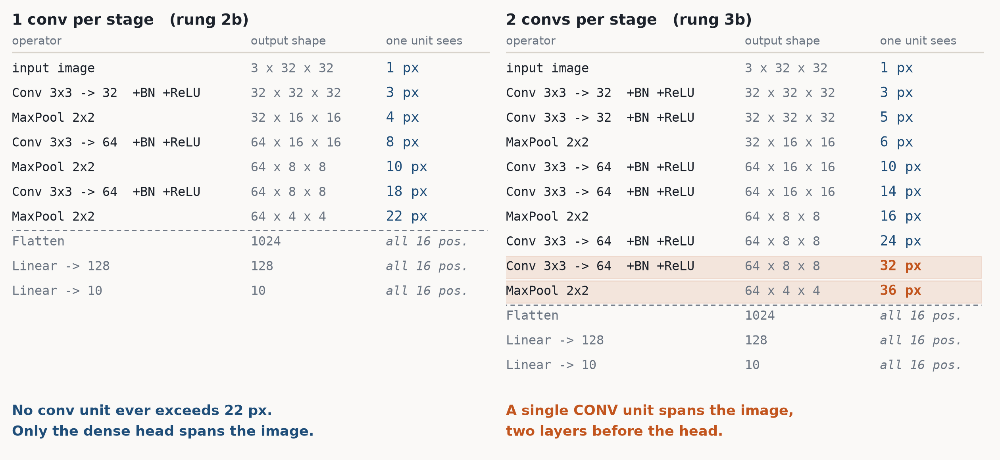 1 conv per stage (rung 2b)
operator output shape one unit sees
input image 3 x 32 x 32 1 px
Conv 3x3 -> 32 +BN +ReLU 32 x 32 x 32 3 px
MaxPool 2x2 32 x 16 x 16 4 px
Conv 3x3 -> 64 +BN +ReLU 64 x 16 x 16 8 px
MaxPool 2x2 64 x 8 x 8 10 px
Conv 3x3 -> 64 +BN +ReLU 64 x 8 x 8 18 px
MaxPool 2x2 64 x 4 x 4 22 px
Flatten 1024 all 16 pos.
Linear -> 128 128 all 16 pos.
Linear -> 10 10 all 16 pos.
No conv unit ever exceeds 22 px.
Only the dense head spans the image.
2 convs per stage (rung 3b)
operator output shape one unit sees
input image 3 x 32 x 32 1 px
Conv 3x3 -> 32 +BN +ReLU 32 x 32 x 32 3 px
Conv 3x3 -> 32 +BN +ReLU 32 x 32 x 32 5 px
MaxPool 2x2 32 x 16 x 16 6 px
Conv 3x3 -> 64 +BN +ReLU 64 x 16 x 16 10 px
Conv 3x3 -> 64 +BN +ReLU 64 x 16 x 16 14 px
MaxPool 2x2 64 x 8 x 8 16 px
Conv 3x3 -> 64 +BN +ReLU 64 x 8 x 8 24 px
Conv 3x3 -> 64 +BN +ReLU 64 x 8 x 8 32 px
MaxPool 2x2 64 x 4 x 4 36 px
Flatten 1024 all 16 pos.
Linear -> 128 128 all 16 pos.
Linear -> 10 10 all 16 pos.
A single CONV unit spans the image,
two layers before the head.